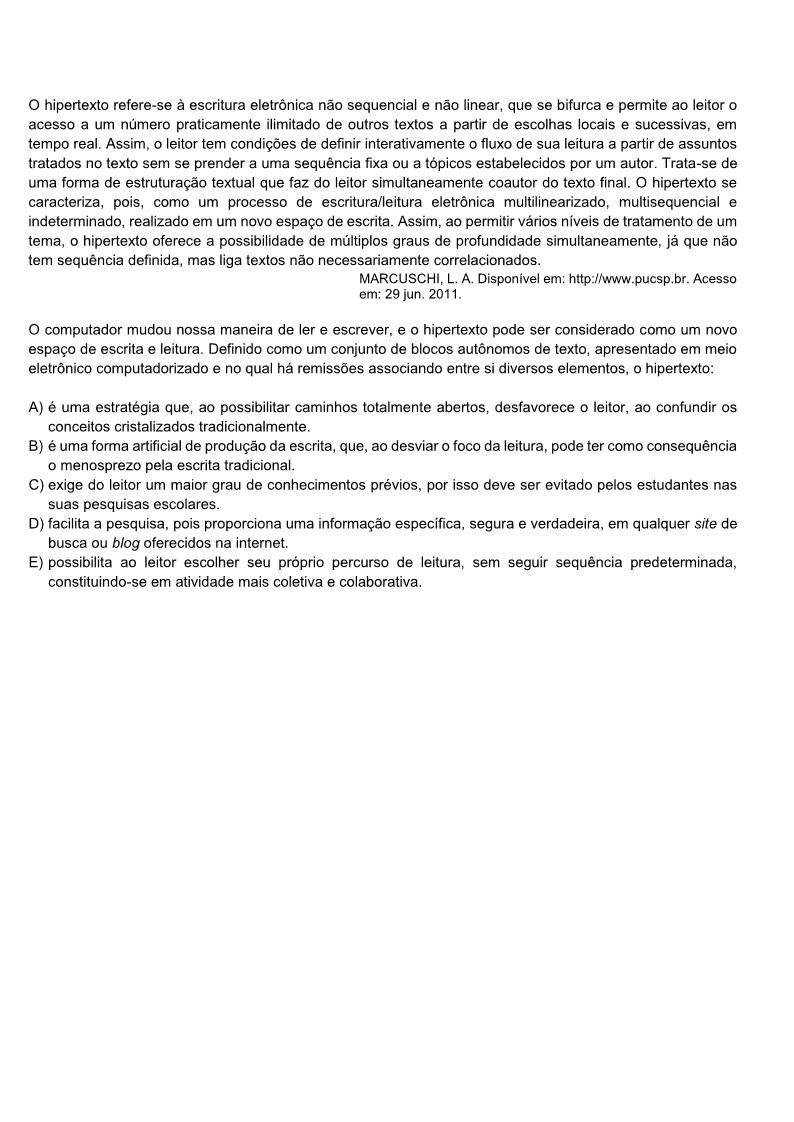 O hipertexto refere-se à escritura eletrônica não sequencial e não linear, que se bifurca e permite ao leitor o
acesso a um número praticamente ilimitado de outros textos a partir de escolhas locais e sucessivas, em
tempo real. Assim, o leitor tem condições de definir interativamente o fluxo de sua leitura a partir de assuntos
tratados no texto sem se prender a uma sequência fixa ou a tópicos estabelecidos por um autor. Trata-se de
uma forma de estruturação textual que faz do leitor simultaneamente coautor do texto final. O hipertexto se
caracteriza, pois, como um processo de escritura/leitura eletrônica multilinearizado, multisequencial e
indeterminado, realizado em um novo espaço de escrita. Assim, ao permitir vários níveis de tratamento de um
tema, o hipertexto oferece a possibilidade de múltiplos graus de profundidade simultaneamente, já que não
tem sequência definida, mas liga textos não necessariamente correlacionados.
MARCUSCHI, L. A. Disponível em: http://www.pucsp.br. Acesso
em: 29 jun. 2011.
O computador mudou nossa maneira de ler e escrever, e o hipertexto pode ser considerado como um novo
espaço de escrita e leitura. Definido como um conjunto de blocos autônomos de texto, apresentado em meio
eletrônico computadorizado e no qual há remissões associando entre si diversos elementos, o hipertexto:
A) é uma estratégia que, ao possibilitar caminhos totalmente abertos, desfavorece o leitor, ao confundir os
conceitos cristalizados tradicionalmente.
B) é uma forma artificial de produção da escrita, que, ao desviar o foco da leitura, pode ter como consequência
o menosprezo pela escrita tradicional.
C) exige do leitor um maior grau de conhecimentos prévios, por isso deve ser evitado pelos estudantes nas
suas pesquisas escolares.
D) facilita a pesquisa, pois proporciona uma informação específica, segura e verdadeira, em qualquer site de
busca ou blog oferecidos na internet.
E) possibilita ao leitor escolher seu próprio percurso de leitura, sem seguir sequência predeterminada,
constituindo-se em atividade mais coletiva e colaborativa.